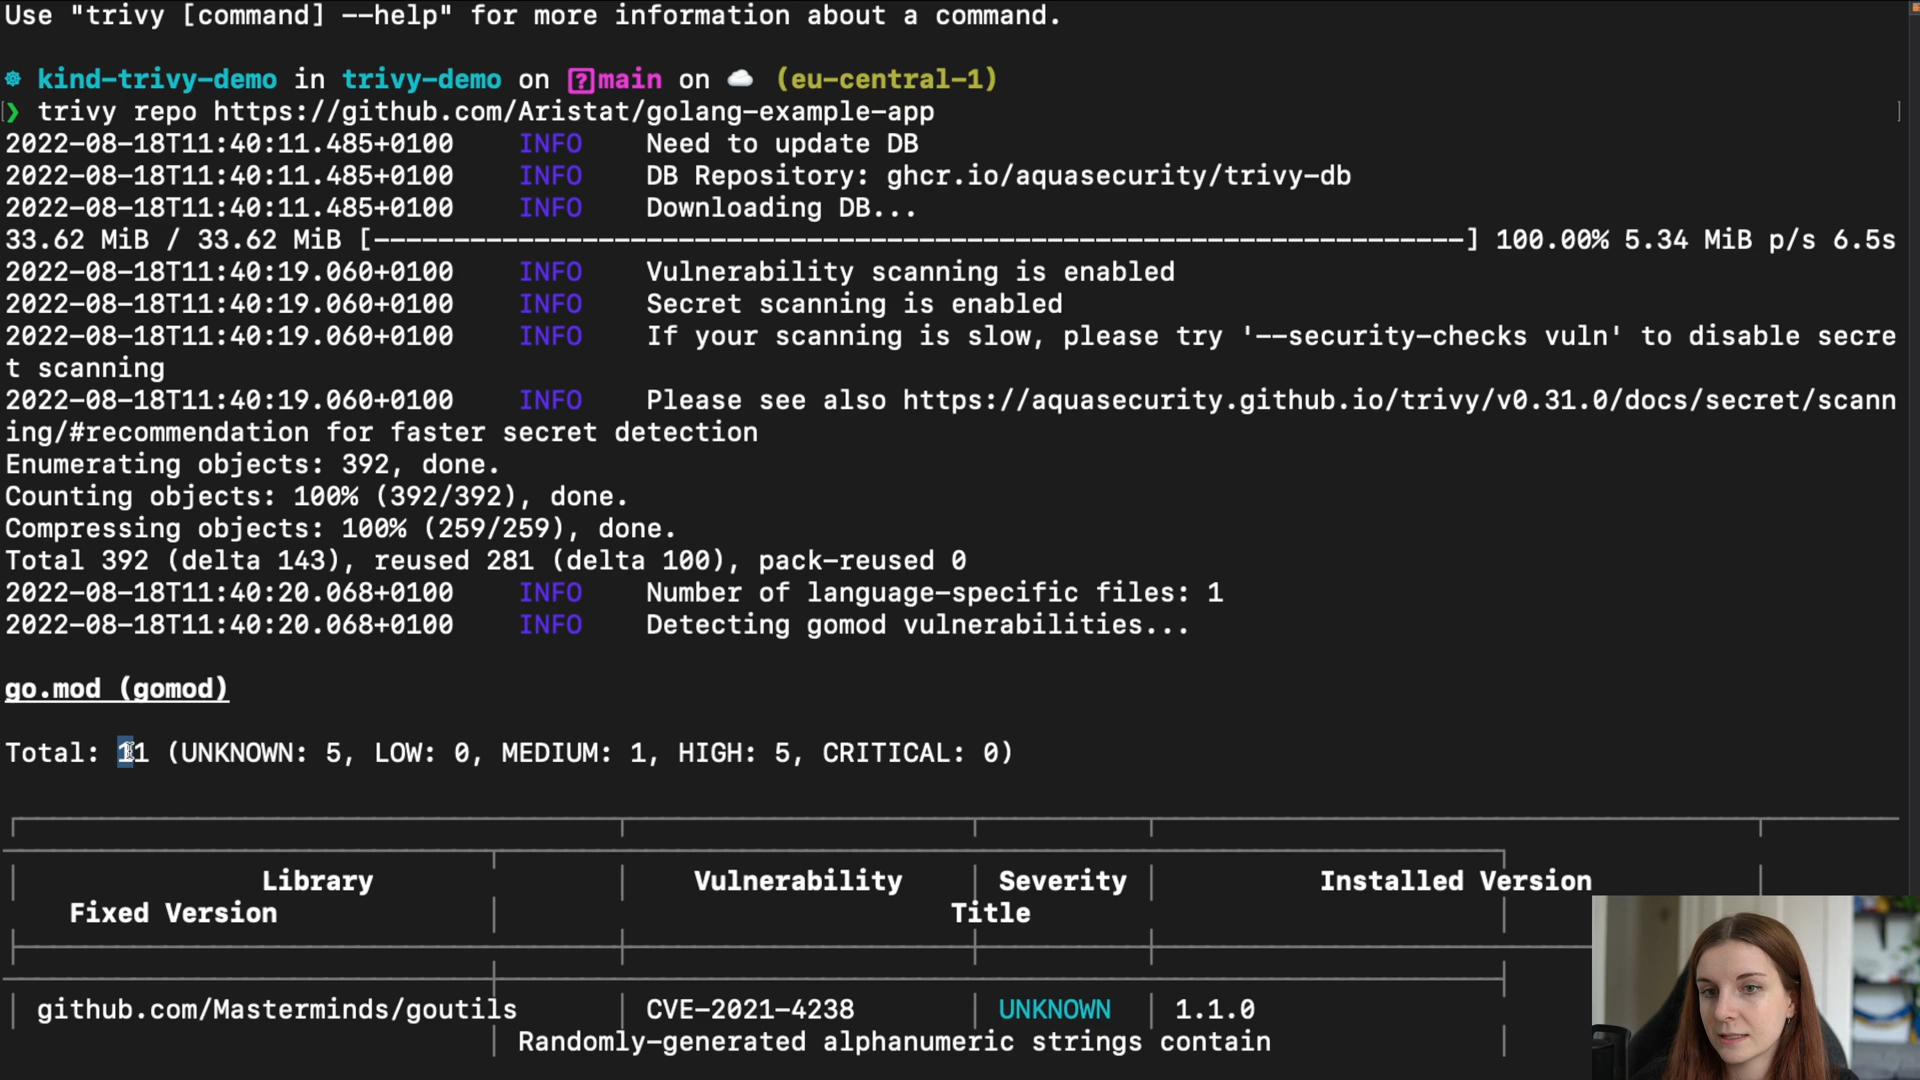 Use "trivy [command] --help" for more information about a command.
kind-trivy-demo in trivy-demo on [?]main on (eu-central-1)
❯ trivy repo https://github.com/Aristat/golang-example-app
2022-08-18T11:40:11.485+0100 INFO Need to update DB
2022-08-18T11:40:11.485+0100 INFO DB Repository: ghcr.io/aquasecurity/trivy-db
2022-08-18T11:40:11.485+0100 INFO Downloading DB...
33.62 MiB / 33.62 MiB [--------------------------------------------------------------------] 100.00% 5.34 MiB p/s 6.5s
2022-08-18T11:40:19.060+0100 INFO Vulnerability scanning is enabled
2022-08-18T11:40:19.060+0100 INFO Secret scanning is enabled
2022-08-18T11:40:19.060+0100 INFO If your scanning is slow, please try '--security-checks vuln' to disable secre
t scanning
2022-08-18T11:40:19.060+0100 INFO Please see also https://aquasecurity.github.io/trivy/v0.31.0/docs/secret/scann
ing/#recommendation for faster secret detection
Enumerating objects: 392, done.
Counting objects: 100% (392/392), done.
Compressing objects: 100% (259/259), done.
Total 392 (delta 143), reused 281 (delta 100), pack-reused 0
2022-08-18T11:40:20.068+0100 INFO Number of language-specific files: 1
2022-08-18T11:40:20.068+0100 INFO Detecting gomod vulnerabilities...
go.mod (gomod)
Total: 11 (UNKNOWN: 5, LOW: 0, MEDIUM: 1, HIGH: 5, CRITICAL: 0)
Library Vulnerability Severity Installed Version
Fixed Version Title
github.com/Masterminds/goutils CVE-2021-4238 UNKNOWN 1.1.0
Randomly-generated alphanumeric strings contain